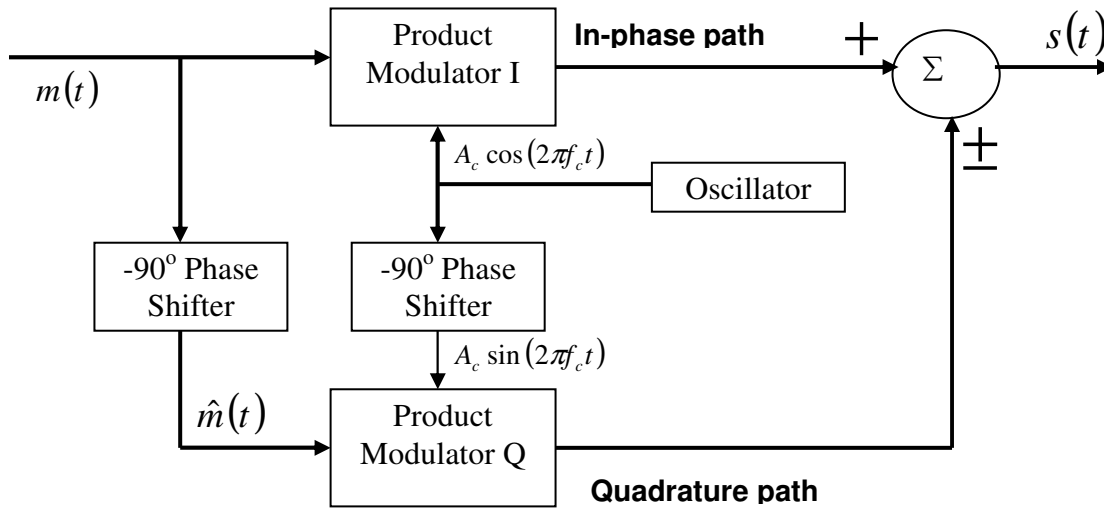 Product
Modulator I
In-phase path
+
s(t)
m(t)
Σ
A_c cos(2πf_c t)
±
Oscillator
-90° Phase
Shifter
-90° Phase
Shifter
A_c sin(2πf_c t)
m̂(t)
Product
Modulator Q
Quadrature path